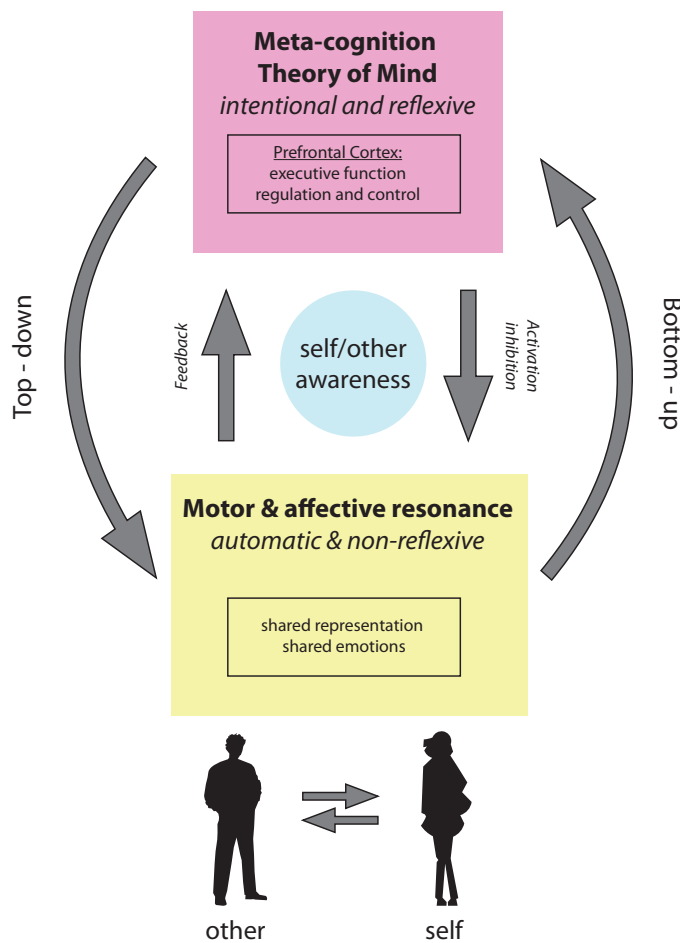 Meta-cognition
Theory of Mind
intentional and reflexive
Prefrontal Cortex:
executive function
regulation and control
Top - down
Feedback
self/other
awareness
Activation
inhibition
Bottom - up
Motor & affective resonance
automatic & non-reflexive
shared representation
shared emotions
other
self